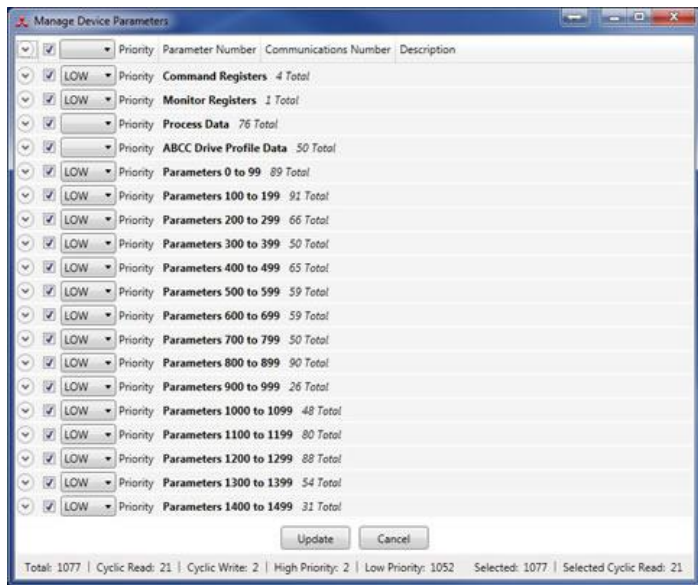 Manage Device Parameters
Priority Parameter Number Communications Number Description
LOW Priority Command Registers 4 Total
LOW Priority Monitor Registers 1 Total
Priority Process Data 76 Total
Priority ABCC Drive Profile Data 50 Total
LOW Priority Parameters 0 to 99 89 Total
LOW Priority Parameters 100 to 199 91 Total
LOW Priority Parameters 200 to 299 66 Total
LOW Priority Parameters 300 to 399 50 Total
LOW Priority Parameters 400 to 499 65 Total
LOW Priority Parameters 500 to 599 59 Total
LOW Priority Parameters 600 to 699 59 Total
LOW Priority Parameters 700 to 799 50 Total
LOW Priority Parameters 800 to 899 90 Total
LOW Priority Parameters 900 to 999 26 Total
LOW Priority Parameters 1000 to 1099 48 Total
LOW Priority Parameters 1100 to 1199 80 Total
LOW Priority Parameters 1200 to 1299 88 Total
LOW Priority Parameters 1300 to 1399 54 Total
LOW Priority Parameters 1400 to 1499 31 Total
Update Cancel
Total: 1077 | Cyclic Read: 21 | Cyclic Write: 2 | High Priority: 2 | Low Priority: 1052 Selected: 1077 | Selected Cyclic Read: 21